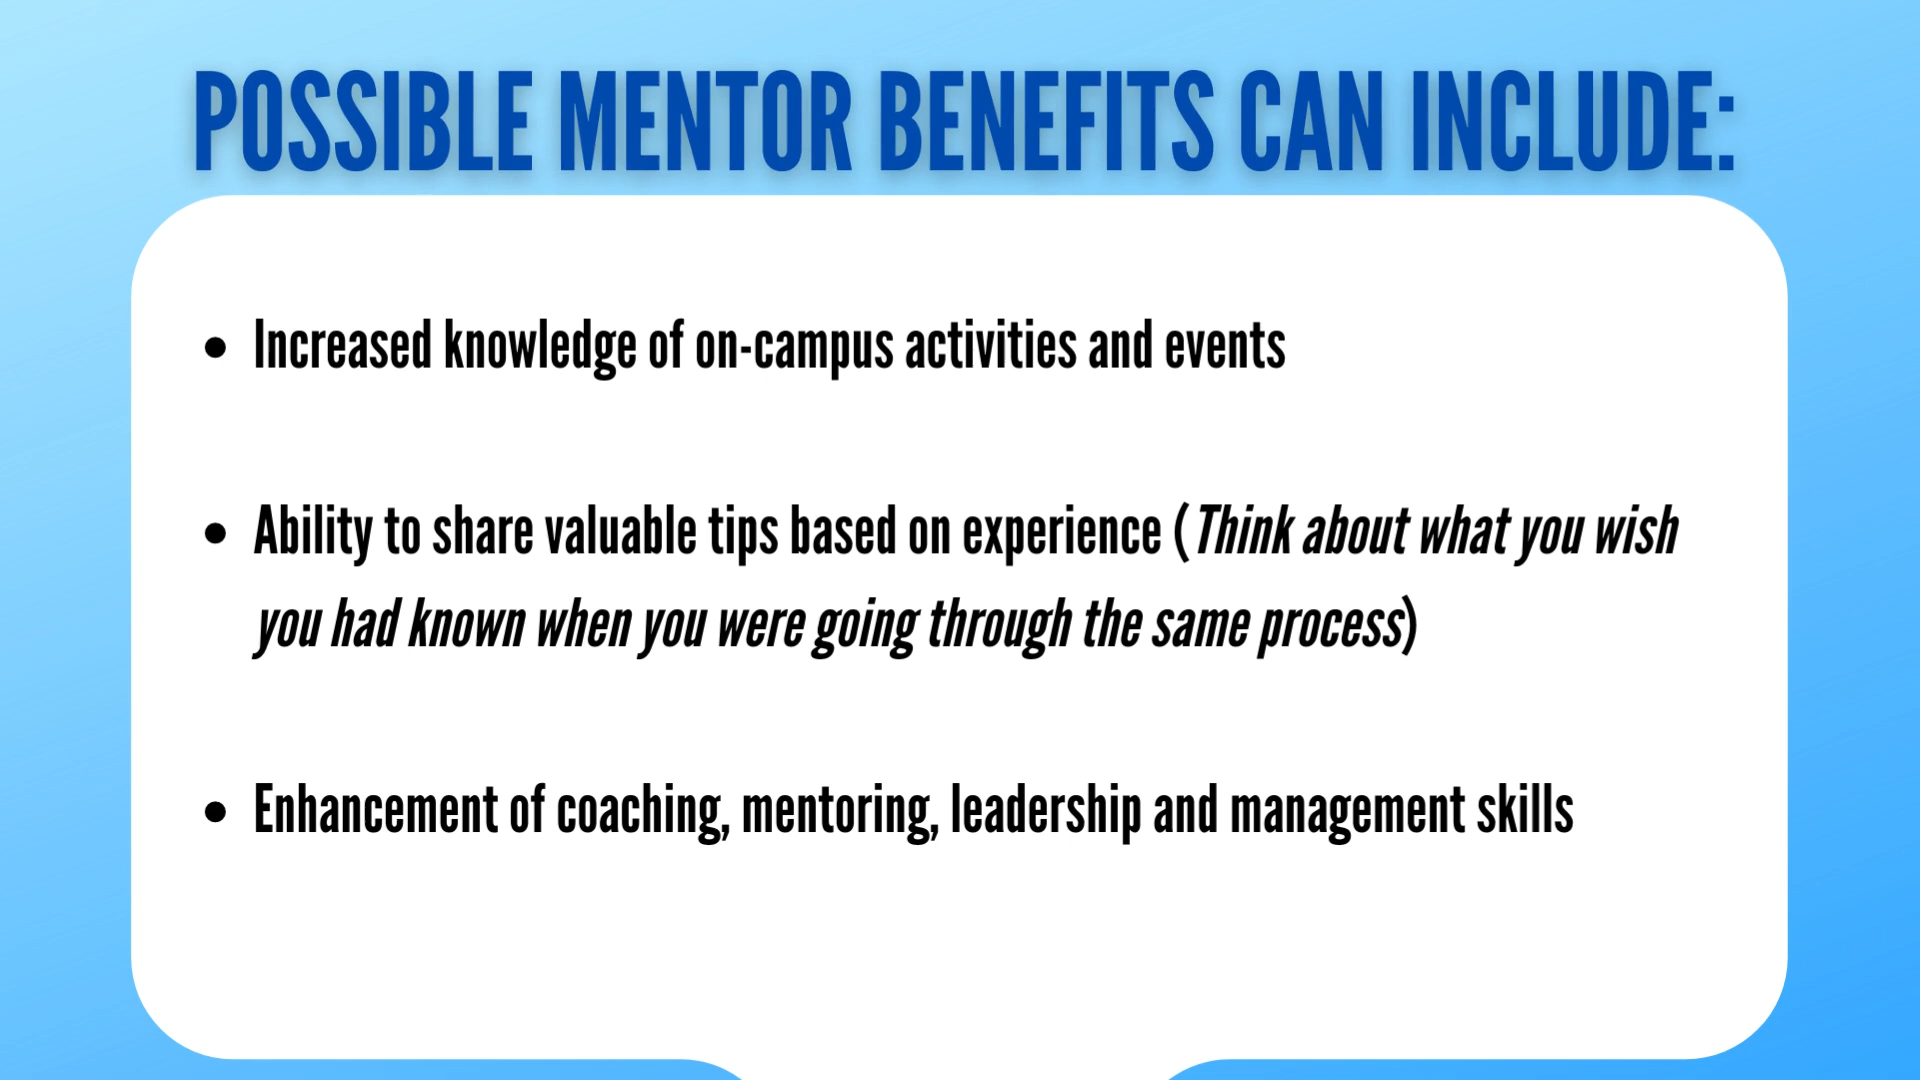 POSSIBLE MENTOR BENEFITS CAN INCLUDE:
• Increased knowledge of on-campus activities and events
• Ability to share valuable tips based on experience (Think about what you wish
you had known when you were going through the same process)
• Enhancement of coaching, mentoring, leadership and management skills